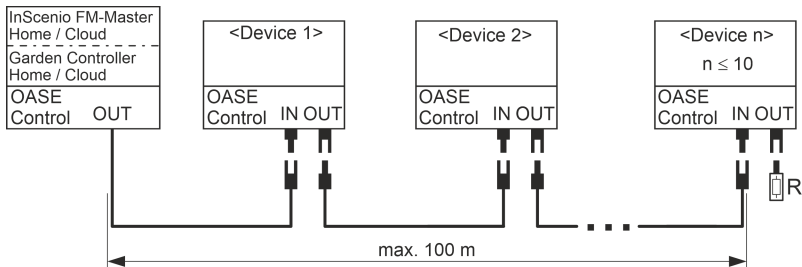 InScenio FM-Master
Home / Cloud
Garden Controller
Home / Cloud
OASE
Control OUT
<Device 1>
OASE
Control IN OUT
<Device 2>
OASE
Control IN OUT
<Device n>
n ≤ 10
OASE
Control IN OUT
R
max. 100 m